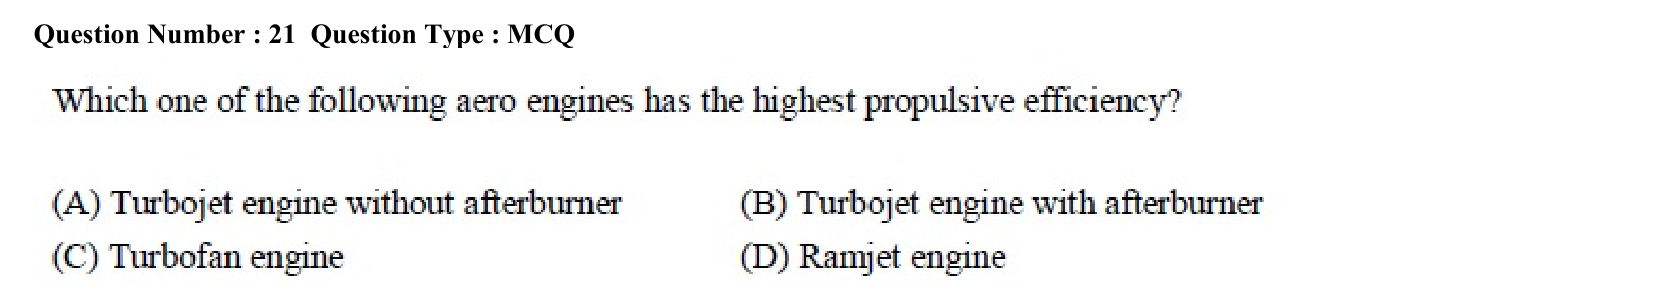 Question Number : 21 Question Type : MCQ
Which one of the following aero engines has the highest propulsive efficiency?
(A) Turbojet engine without afterburner (B) Turbojet engine with afterburner
(C) Turbofan engine (D) Ramjet engine